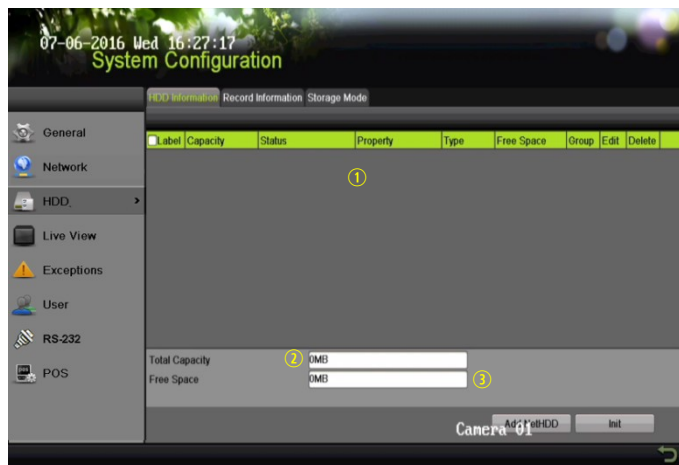 07-06-2016 Wed 16:27:17
System Configuration
HDD Information Record Information Storage Mode
General
Label Capacity Status Property Type Free Space Group Edit Delete
Network
①
HDD
Live View
Exceptions
User
RS-232
Total Capacity ② 0MB
POS
Free Space 0MB ③
Add NetHDD Init
Camera 01